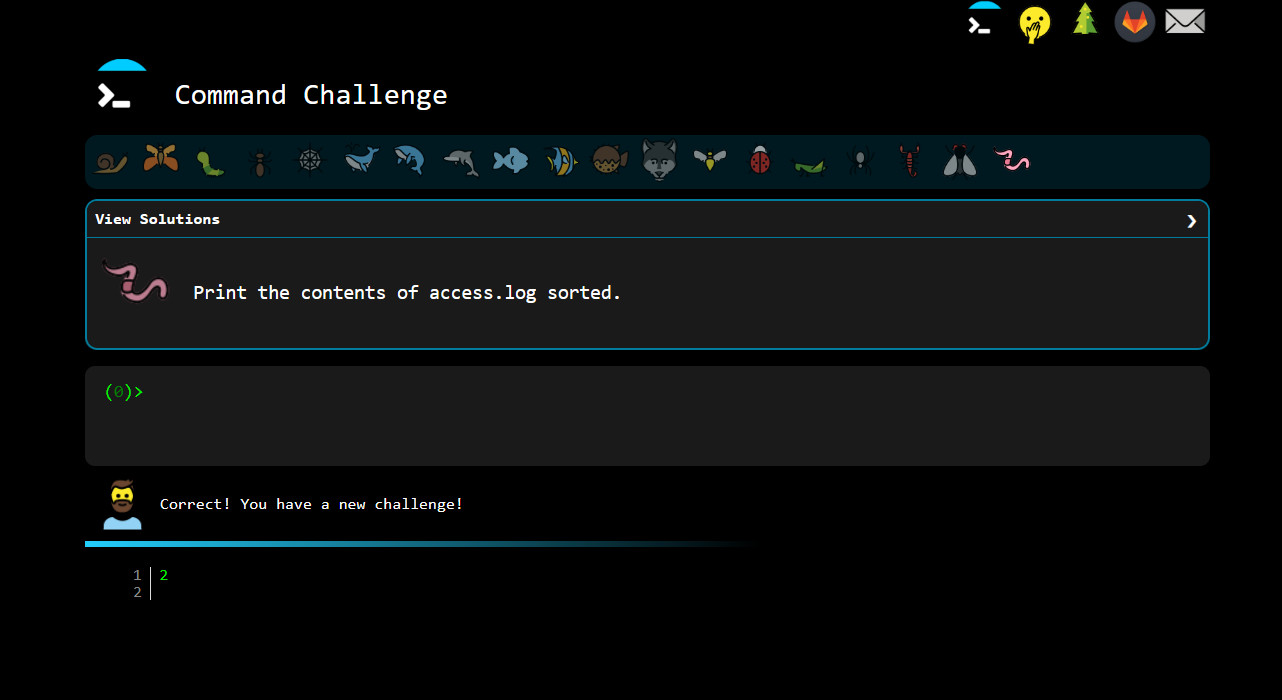 Command Challenge
View Solutions
Print the contents of access.log sorted.
(0)>
Correct! You have a new challenge!
1 2
2